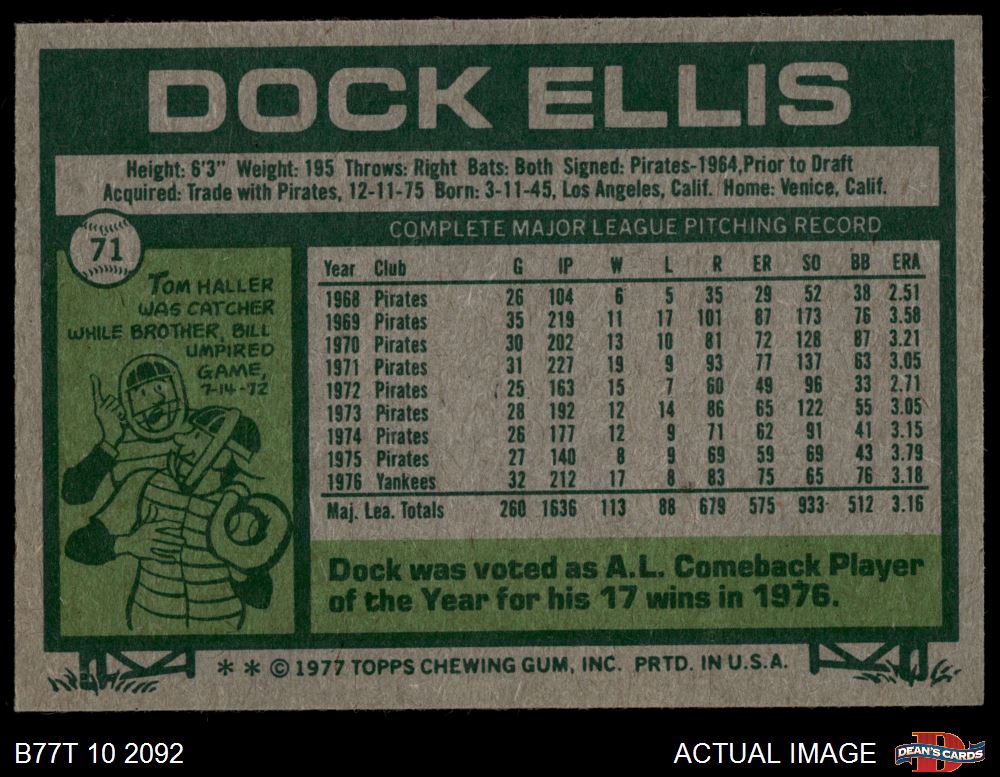 DOCK ELLIS
Height: 6'3" Weight: 195 Throws: Right Bats: Both Signed: Pirates-1964,Prior to Draft
Acquired: Trade with Pirates, 12-11-75 Born: 3-11-45, Los Angeles, Calif. Home: Venice, Calif.
71
TOM HALLER
WAS CATCHER
WHILE BROTHER, BILL
UMPIRED
GAME,
7-14-72
COMPLETE MAJOR LEAGUE PITCHING RECORD
Year Club G IP W L R ER SO BB ERA
1968 Pirates 26 104 6 5 35 29 52 38 2.51
1969 Pirates 35 219 11 17 101 87 173 76 3.58
1970 Pirates 30 202 13 10 81 72 128 87 3.21
1971 Pirates 31 227 19 9 93 77 137 63 3.05
1972 Pirates 25 163 15 7 60 49 96 33 2.71
1973 Pirates 28 192 12 14 86 65 122 55 3.05
1974 Pirates 26 177 12 9 71 62 91 41 3.15
1975 Pirates 27 140 8 9 69 59 69 43 3.79
1976 Yankees 32 212 17 8 83 75 65 76 3.18
Maj. Lea. Totals 260 1636 113 88 679 575 933 512 3.16
Dock was voted as A.L. Comeback Player
of the Year for his 17 wins in 1976.
* * © 1977 TOPPS CHEWING GUM, INC. PRTD. IN U.S.A.
B77T 10 2092
ACTUAL IMAGE
D
DEAN'S CARDS